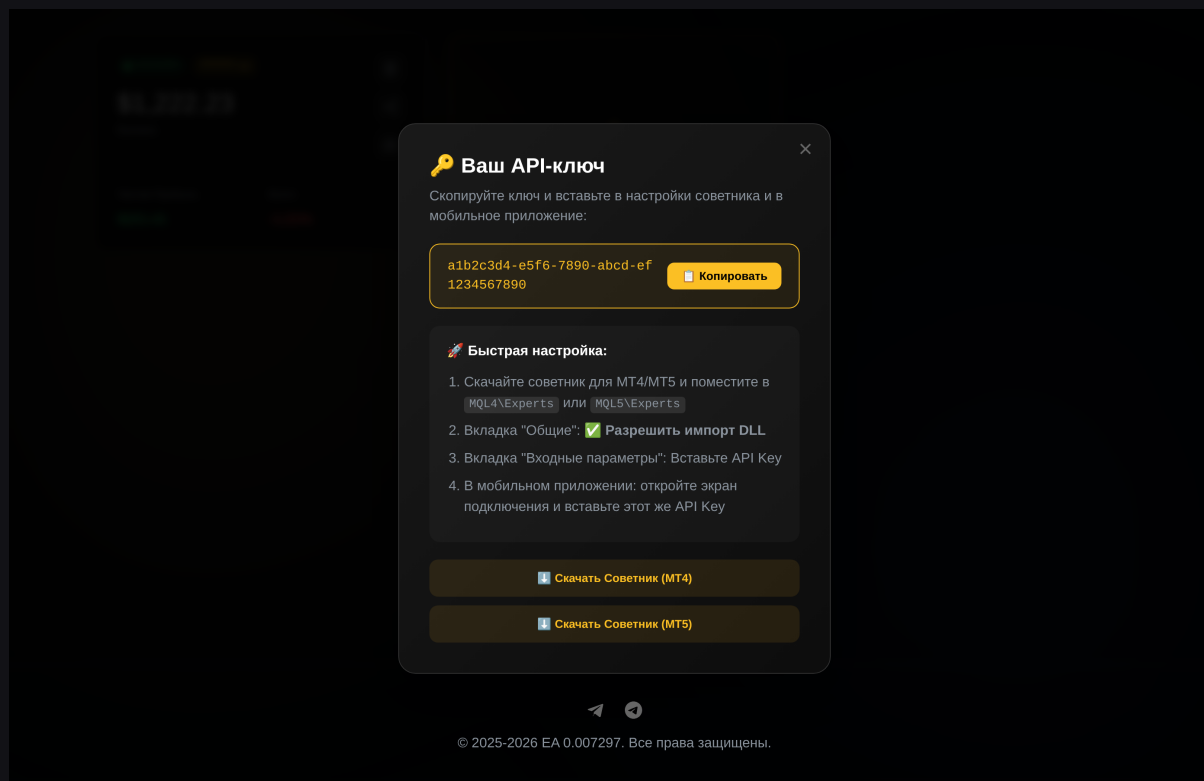 $1,222.23
🔑 Ваш API-ключ
Скопируйте ключ и вставьте в настройки советника и в
мобильное приложение:
a1b2c3d4-e5f6-7890-abcd-ef
1234567890
📋 Копировать
🚀 Быстрая настройка:
1. Скачайте советник для MT4/MT5 и поместите в
MQL4\Experts или MQL5\Experts
2. Вкладка "Общие": ✅ Разрешить импорт DLL
3. Вкладка "Входные параметры": Вставьте API Key
4. В мобильном приложении: откройте экран
подключения и вставьте этот же API Key
⬇️ Скачать Советник (MT4)
⬇️ Скачать Советник (MT5)
© 2025-2026 EA 0.007297. Все права защищены.